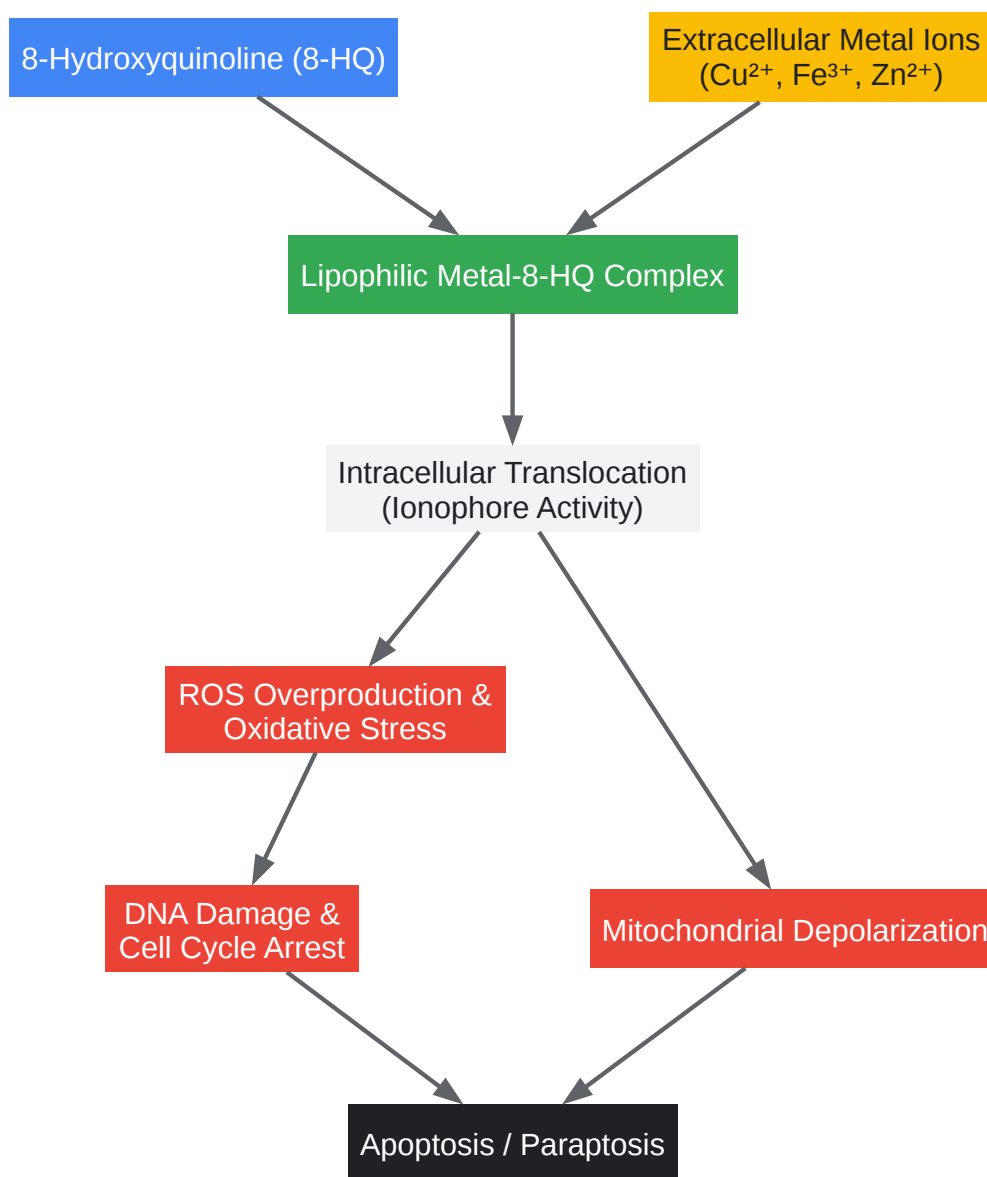 8-Hydroxyquinoline (8-HQ)
Extracellular Metal Ions
(Cu²⁺, Fe³⁺, Zn²⁺)
Lipophilic Metal-8-HQ Complex
Intracellular Translocation
(Ionophore Activity)
ROS Overproduction &
Oxidative Stress
DNA Damage &
Cell Cycle Arrest
Mitochondrial Depolarization
Apoptosis / Paraptosis